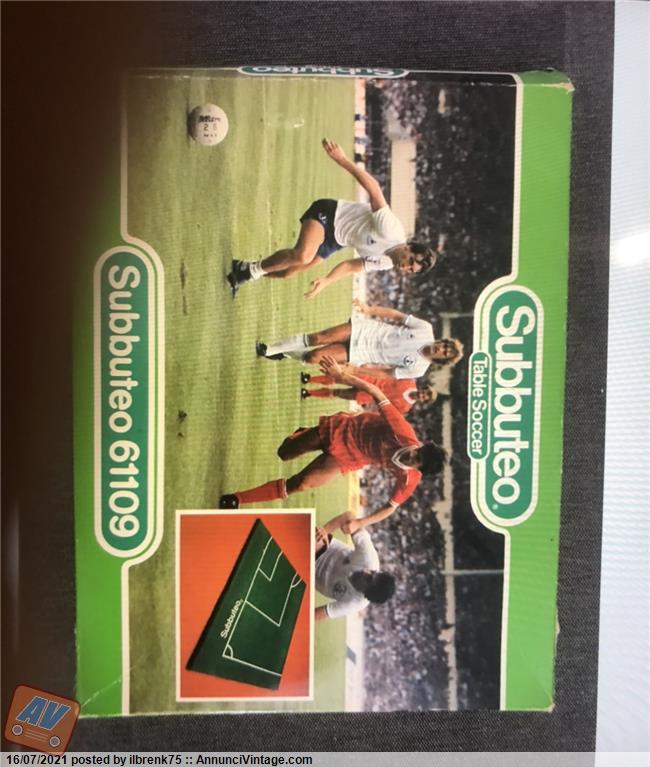 Subbuteo
Subbuteo®
Table Soccer
Subbuteo
Subbuteo 61109
AV
16/07/2021 posted by ilbrenk75 :: AnnunciVintage.com